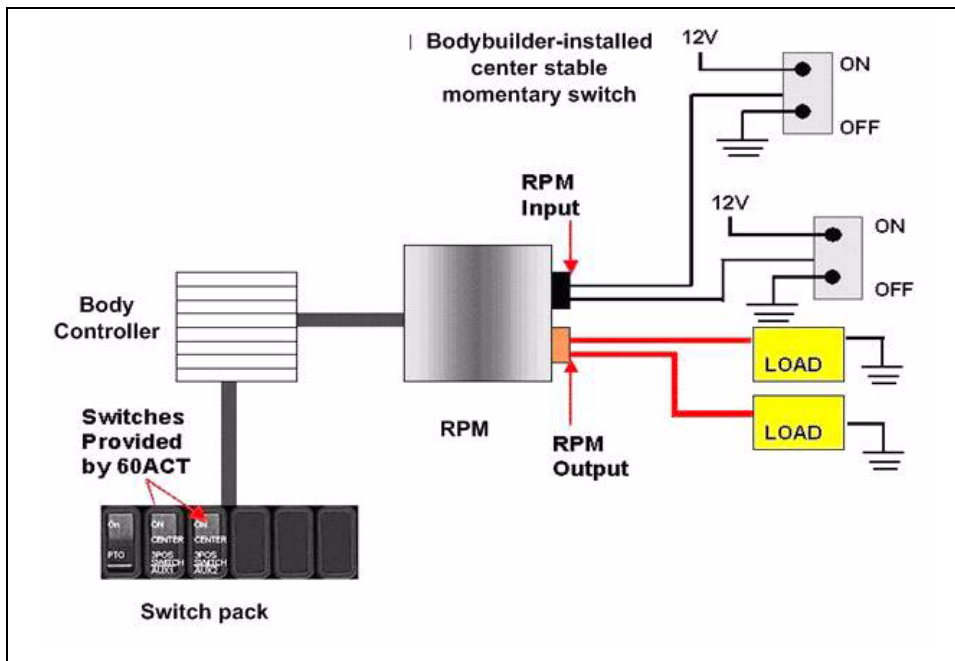 | Bodybuilder-installed
center stable
momentary switch
12V
ON
OFF
RPM
Input
12V
ON
OFF
Body
Controller
LOAD
Switches
Provided
by 60ACT
RPM
RPM
Output
LOAD
On
PTO
ON
CENTER
3POS
SWITCH
AUX1
ON
CENTER
3POS
SWITCH
AUX2
Switch pack